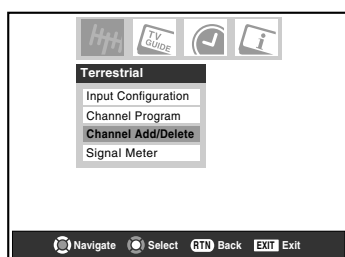 TV
GUIDE
i
Terrestrial
Input Configuration
Channel Program
Channel Add/Delete
Signal Meter
Navigate Select RTN Back EXIT Exit